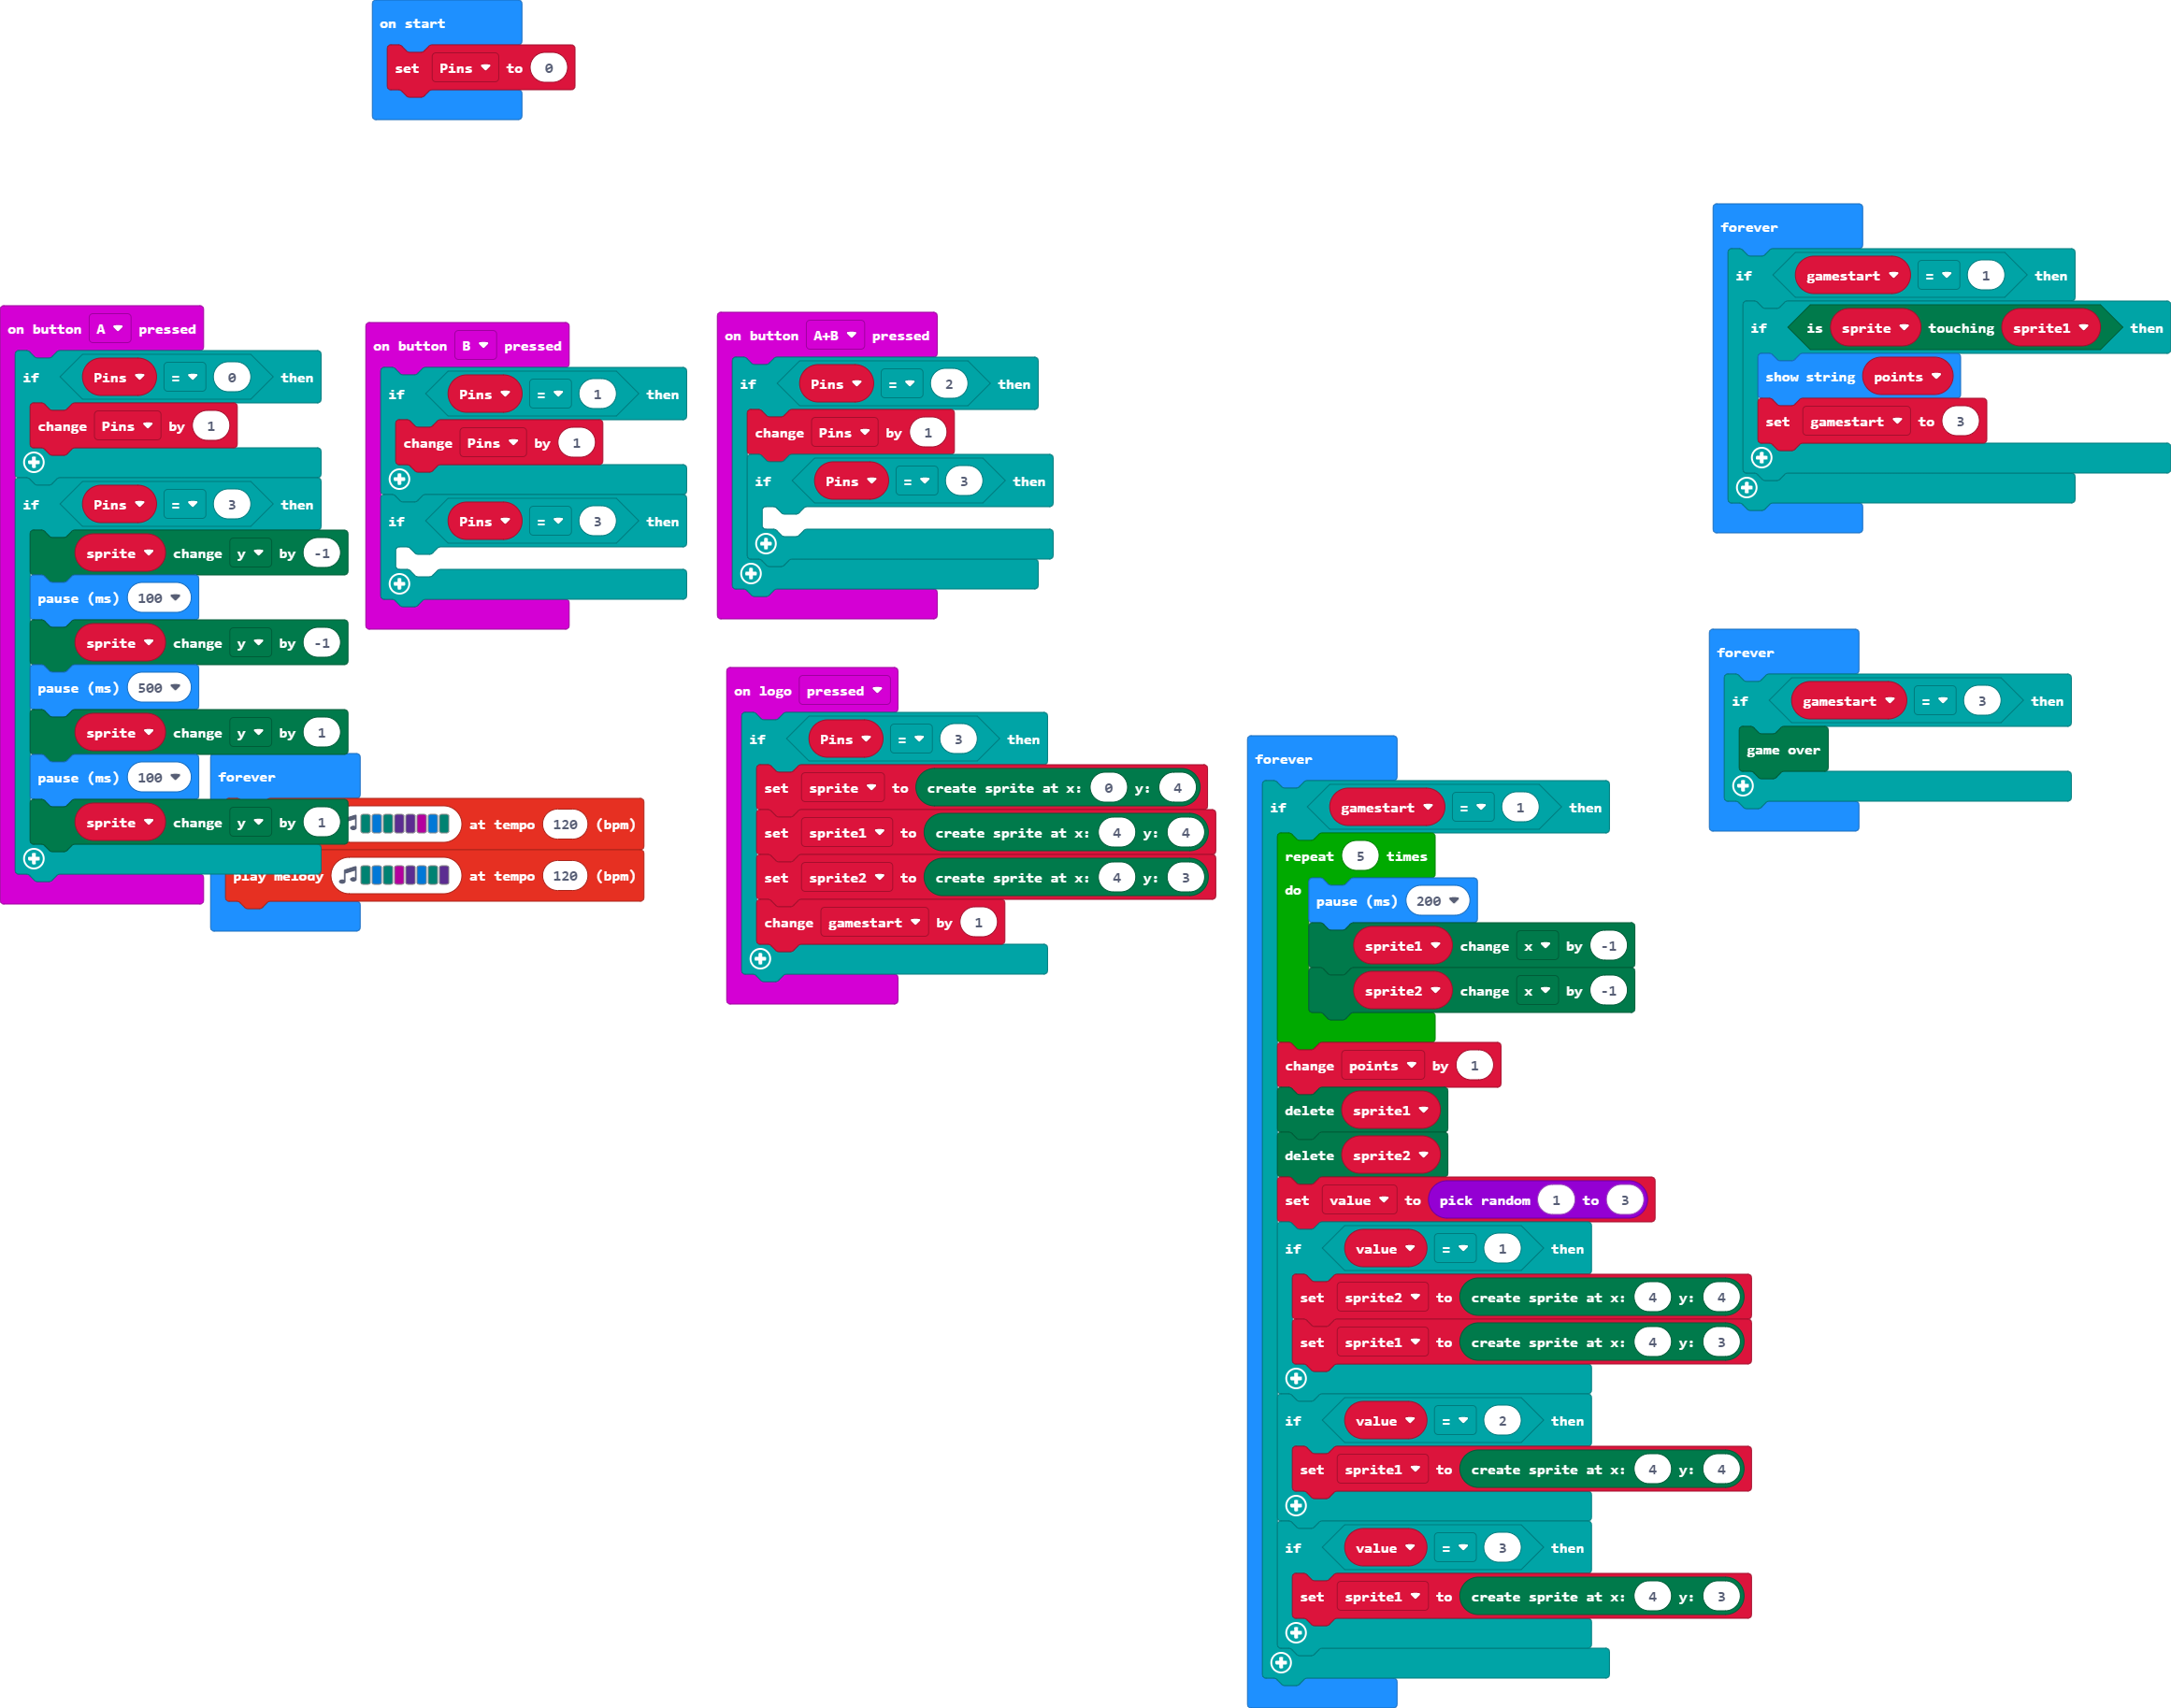 on start
set Pins to 0
on button A pressed
if Pins = 0 then
change Pins by 1
if Pins = 3 then
sprite change y by -1
pause (ms) 100
sprite change y by -1
pause (ms) 500
sprite change y by 1
pause (ms) 100
sprite change y by 1
forever
at tempo 120 (bpm)
play melody at tempo 120 (bpm)
on button B pressed
if Pins = 1 then
change Pins by 1
if Pins = 3 then
on button A+B pressed
if Pins = 2 then
change Pins by 1
if Pins = 3 then
on logo pressed
if Pins = 3 then
set sprite to create sprite at x: 0 y: 4
set sprite1 to create sprite at x: 4 y: 4
set sprite2 to create sprite at x: 4 y: 3
change gamestart by 1
forever
if gamestart = 1 then
repeat 5 times
do
pause (ms) 200
sprite1 change x by -1
sprite2 change x by -1
change points by 1
delete sprite1
delete sprite2
set value to pick random 1 to 3
if value = 1 then
set sprite2 to create sprite at x: 4 y: 4
set sprite1 to create sprite at x: 4 y: 3
if value = 2 then
set sprite1 to create sprite at x: 4 y: 4
if value = 3 then
set sprite1 to create sprite at x: 4 y: 3
forever
if gamestart = 1 then
if is sprite touching sprite1 then
show string points
set gamestart to 3
forever
if gamestart = 3 then
game over